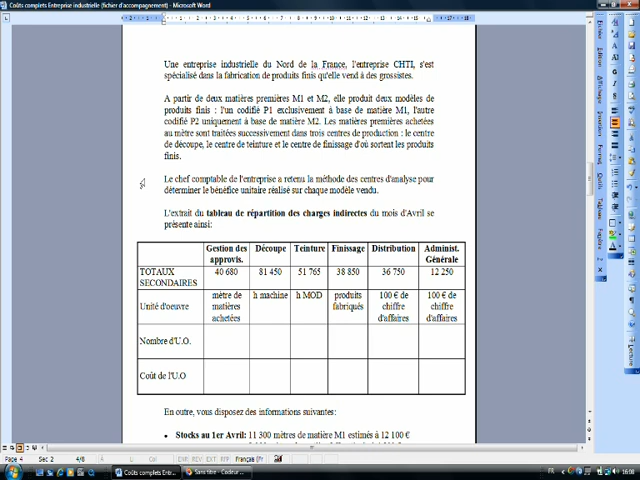 Coûts complets Entreprise industrielle (fichier d'accompagnement) - Microsoft Word
Une entreprise industrielle du Nord de la France, l'entreprise CHTI, s'est
spécialisé dans la fabrication de produits finis qu'elle vend à des grossistes.
A partir de deux matières premières M1 et M2, elle produit deux modèles de
produits finis : l'un codifié P1 exclusivement à base de matière M1, l'autre
codifié P2 uniquement à base de matière M2. Les matières premières achetées
au mètre sont traitées successivement dans trois centres de production : le centre
de découpe, le centre de teinture et le centre de finissage d'où sortent les produits
finis.
Le chef comptable de l'entreprise a retenu la méthode des centres d'analyse pour
déterminer le bénéfice unitaire réalisé sur chaque modèle vendu.
L'extrait du tableau de répartition des charges indirectes du mois d'Avril se
présente ainsi:
Gestion des approvis. Découpe Teinture Finissage Distribution Administ. Générale
TOTAUX SECONDAIRES 40 680 81 450 51 765 38 850 36 750 12 250
Unité d'oeuvre mètre de matières achetées h machine h MOD produits fabriqués 100 € de chiffre d'affaires 100 € de chiffre d'affaires
Nombre d'U.O.
Coût de l'U.O
En outre, vous disposez des informations suivantes:
• Stocks au 1er Avril: 11 300 mètres de matière M1 estimés à 12 100 €
Page 4 Sec 2 4/8 Français (Fr
Coûts complets Entr... Sans titre - Codeur ... FR 16:08